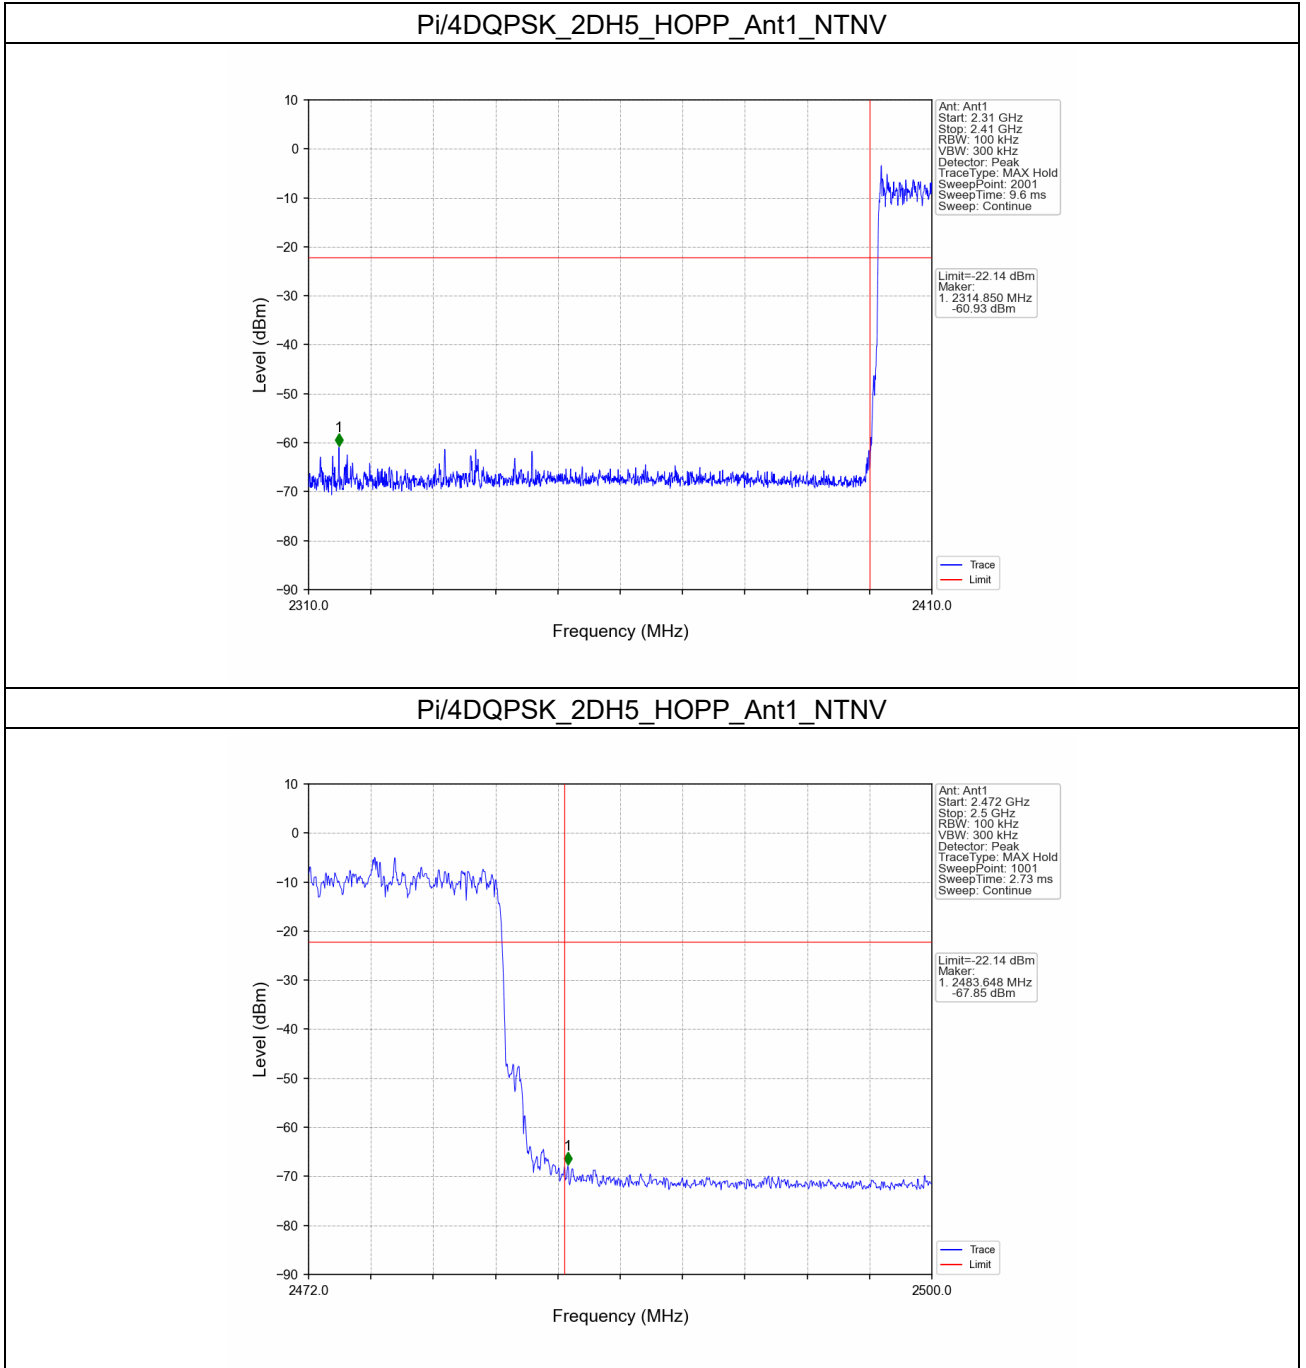 Pi/4DQPSK_2DH5_HOPP_Ant1_NTNV
10
0
−10
−20
−30
−40
−50
−60
−70
−80
−90
Level (dBm)
1
2310.0
2410.0
Frequency (MHz)
Ant: Ant1
Start: 2.31 GHz
Stop: 2.41 GHz
RBW: 100 kHz
VBW: 300 kHz
Detector: Peak
TraceType: MAX Hold
SweepPoint: 2001
SweepTime: 9.6 ms
Sweep: Continue
Limit=-22.14 dBm
Maker:
1. 2314.850 MHz
-60.93 dBm
Trace
Limit
Pi/4DQPSK_2DH5_HOPP_Ant1_NTNV
10
0
−10
−20
−30
−40
−50
−60
−70
−80
−90
Level (dBm)
1
2472.0
2500.0
Frequency (MHz)
Ant: Ant1
Start: 2.472 GHz
Stop: 2.5 GHz
RBW: 100 kHz
VBW: 300 kHz
Detector: Peak
TraceType: MAX Hold
SweepPoint: 1001
SweepTime: 2.73 ms
Sweep: Continue
Limit=-22.14 dBm
Maker:
1. 2483.648 MHz
-67.85 dBm
Trace
Limit